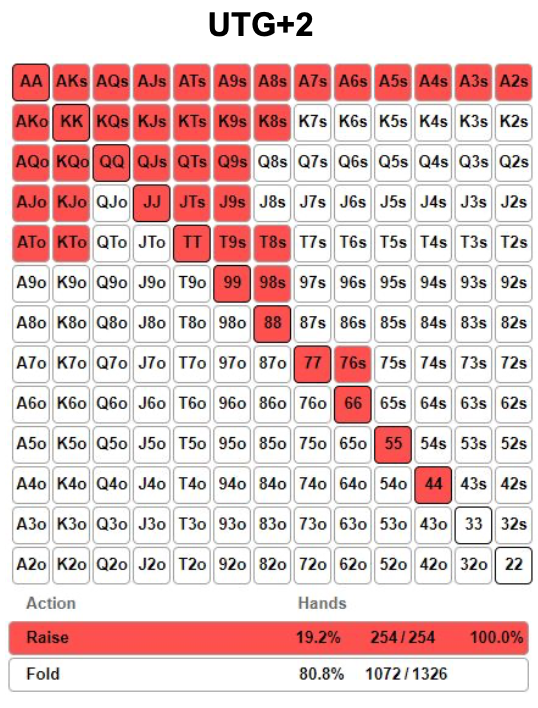 UTG+2
AA AKs AQs AJs ATs A9s A8s A7s A6s A5s A4s A3s A2s
AKo KK KQs KJs KTs K9s K8s K7s K6s K5s K4s K3s K2s
AQo KQo QQ QJs QTs Q9s Q8s Q7s Q6s Q5s Q4s Q3s Q2s
AJo KJo QJo JJ JTs J9s J8s J7s J6s J5s J4s J3s J2s
ATo KTo QTo JTo TT T9s T8s T7s T6s T5s T4s T3s T2s
A9o K9o Q9o J9o T9o 99 98s 97s 96s 95s 94s 93s 92s
A8o K8o Q8o J8o T8o 98o 88 87s 86s 85s 84s 83s 82s
A7o K7o Q7o J7o T7o 97o 87o 77 76s 75s 74s 73s 72s
A6o K6o Q6o J6o T6o 96o 86o 76o 66 65s 64s 63s 62s
A5o K5o Q5o J5o T5o 95o 85o 75o 65o 55 54s 53s 52s
A4o K4o Q4o J4o T4o 94o 84o 74o 64o 54o 44 43s 42s
A3o K3o Q3o J3o T3o 93o 83o 73o 63o 53o 43o 33 32s
A2o K2o Q2o J2o T2o 92o 82o 72o 62o 52o 42o 32o 22
Action Hands
Raise 19.2% 254/254 100.0%
Fold 80.8% 1072/1326